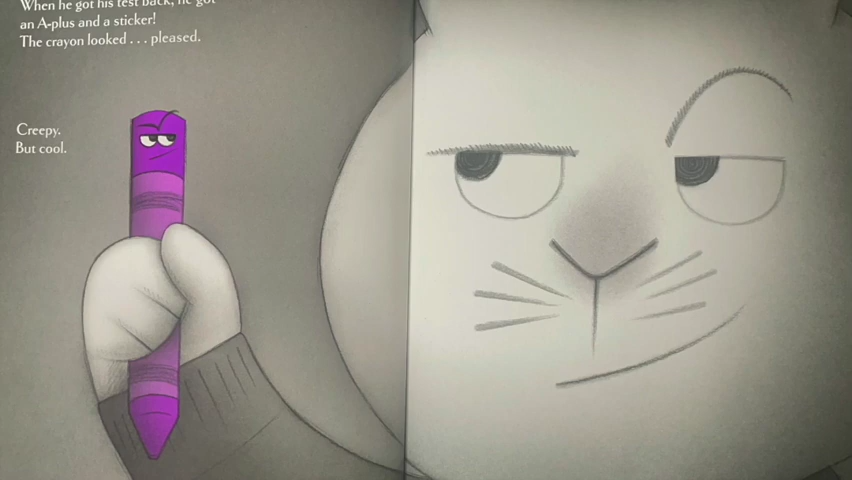 When he got his test back, he got
an A-plus and a sticker!
The crayon looked . . . pleased.
Creepy.
But cool.